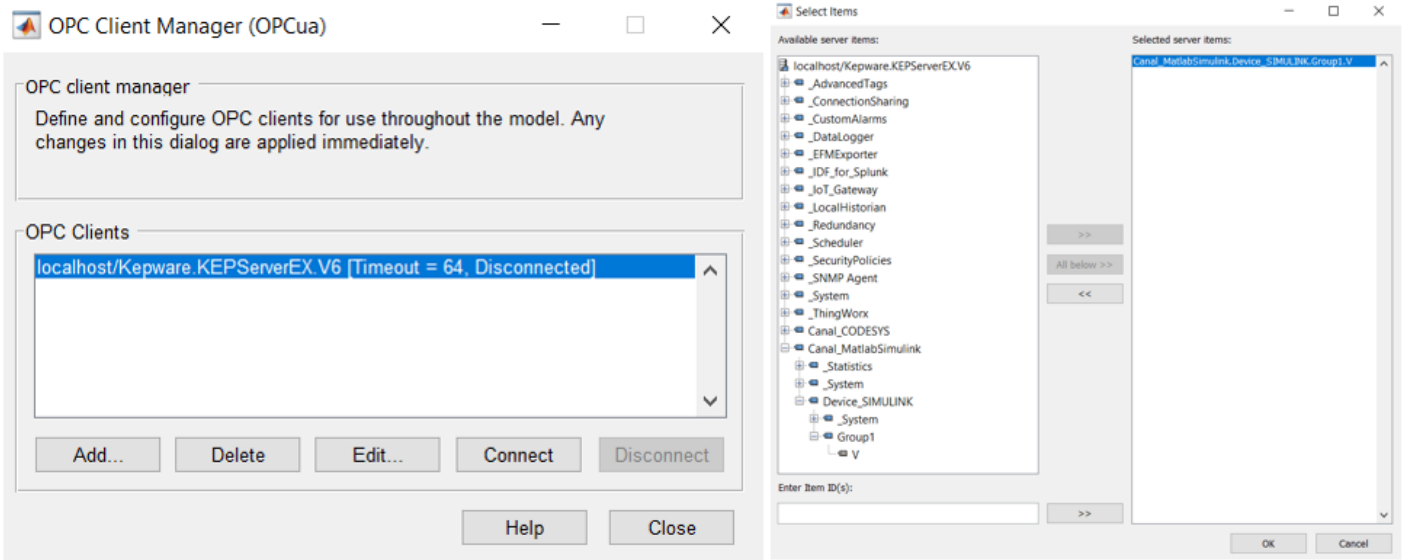 OPC Client Manager (OPCua)
OPC client manager
Define and configure OPC clients for use throughout the model. Any
changes in this dialog are applied immediately.
OPC Clients
localhost/Kepware.KEPServerEX.V6 [Timeout = 64, Disconnected]
Add...
Delete
Edit...
Connect
Disconnect
Help
Close
Select Items
Available server items:
localhost/Kepware.KEPServerEX.V6
_AdvancedTags
_ConnectionSharing
_CustomAlarms
_DataLogger
_EFMExporter
_IDF_for_Splunk
_IoT_Gateway
_LocalHistorian
_Redundancy
_Scheduler
_SecurityPolicies
_SNMP Agent
_System
_ThingWorx
Canal_CODESYS
Canal_MatlabSimulink
_Statistics
_System
Device_SIMULINK
_System
Group1
V
Enter Item ID(s):
>>
All below >>
<<
>>
Selected server items:
Canal_MatlabSimulink.Device_SIMULINK.Group1.V
OK
Cancel